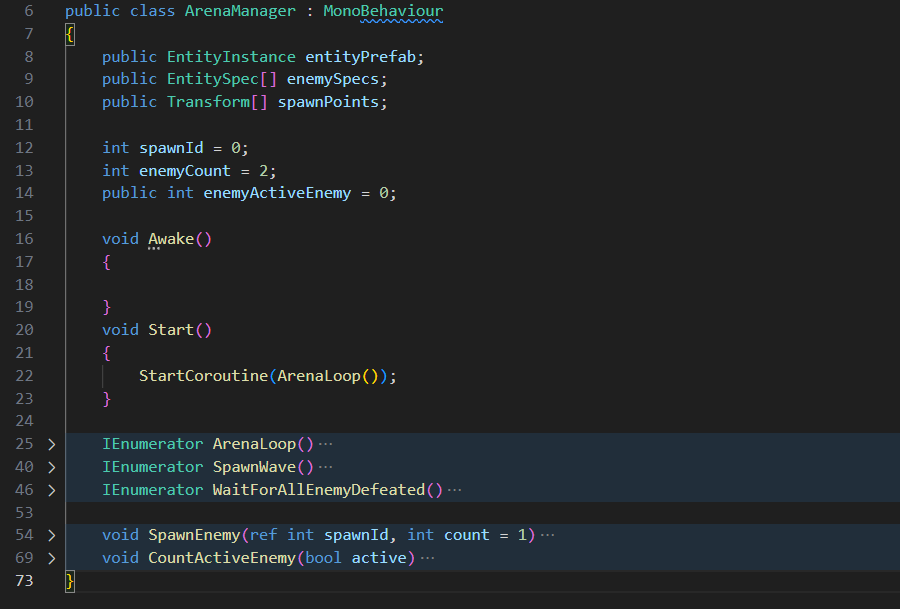 6 public class ArenaManager : MonoBehaviour
7 {
8 public EntityInstance entityPrefab;
9 public EntitySpec[] enemySpecs;
10 public Transform[] spawnPoints;
11
12 int spawnId = 0;
13 int enemyCount = 2;
14 public int enemyActiveEnemy = 0;
15
16 void Awake()
17 {
18
19 }
20 void Start()
21 {
22 StartCoroutine(ArenaLoop());
23 }
24
25 IEnumerator ArenaLoop()⋯
40 IEnumerator SpawnWave()⋯
46 IEnumerator WaitForAllEnemyDefeated()⋯
53
54 void SpawnEnemy(ref int spawnId, int count = 1)⋯
69 void CountActiveEnemy(bool active)⋯
73 }